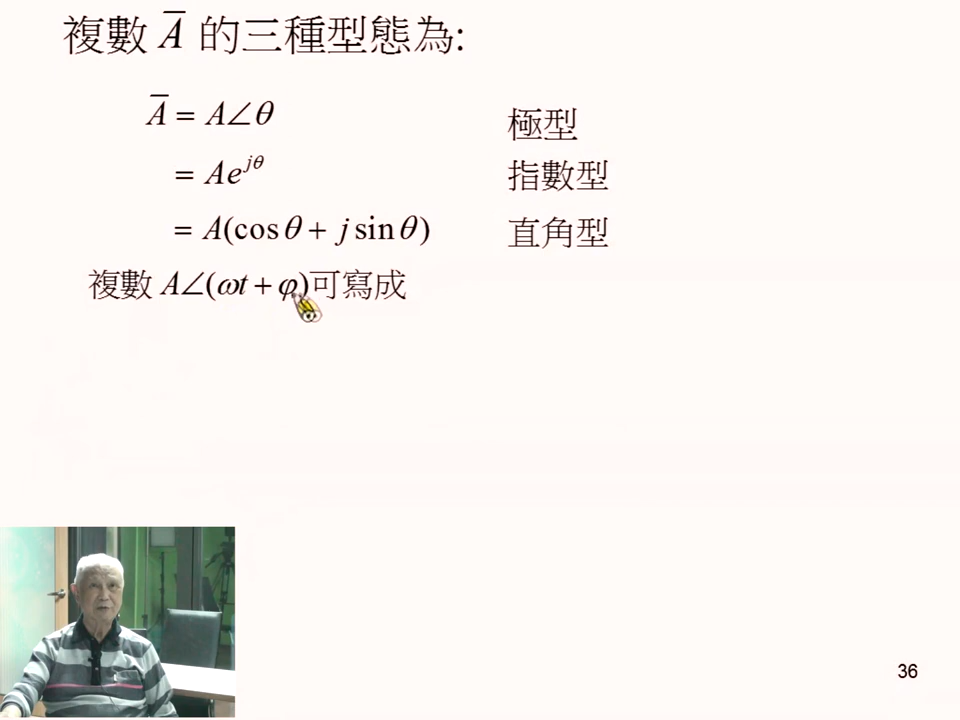 複數 A̅ 的三種型態為:
A̅ = A∠θ 極型
= Ae^{jθ} 指數型
= A(cosθ + j sinθ) 直角型
複數 A∠(ωt + φ)可寫成
36